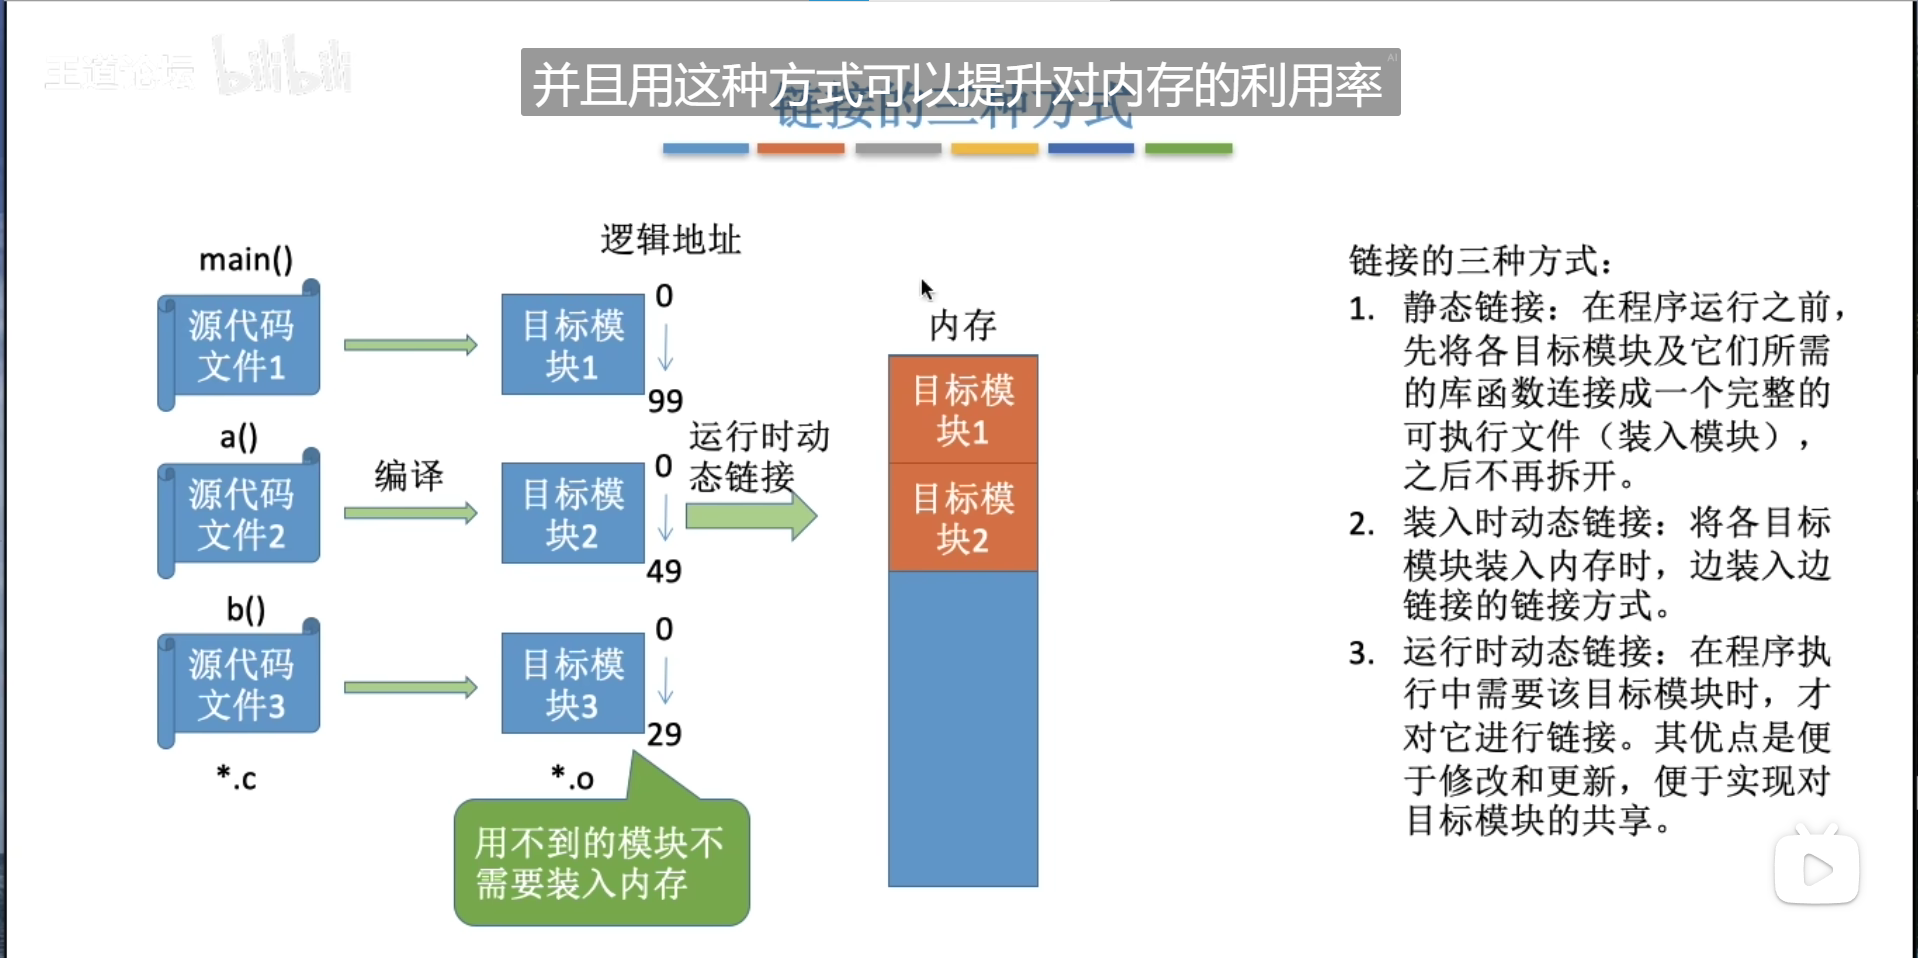 王道论坛 bilibili
并且用这种方式可以提升对内存的利用率
AI
链接的三种方式
main()
源代码
文件1
a()
源代码
文件2
b()
源代码
文件3
*.c
编译
逻辑地址
目标模
块1
0
99
目标模
块2
0
49
目标模
块3
0
29
*.o
用不到的模块不
需要装入内存
运行时动
态链接
内存
目标模
块1
目标模
块2
链接的三种方式：
1. 静态链接：在程序运行之前，
先将各目标模块及它们所需
的库函数连接成一个完整的
可执行文件（装入模块），
之后不再拆开。
2. 装入时动态链接：将各目标
模块装入内存时，边装入边
链接的链接方式。
3. 运行时动态链接：在程序执
行中需要该目标模块时，才
对它进行链接。其优点是便
于修改和更新，便于实现对
目标模块的共享。